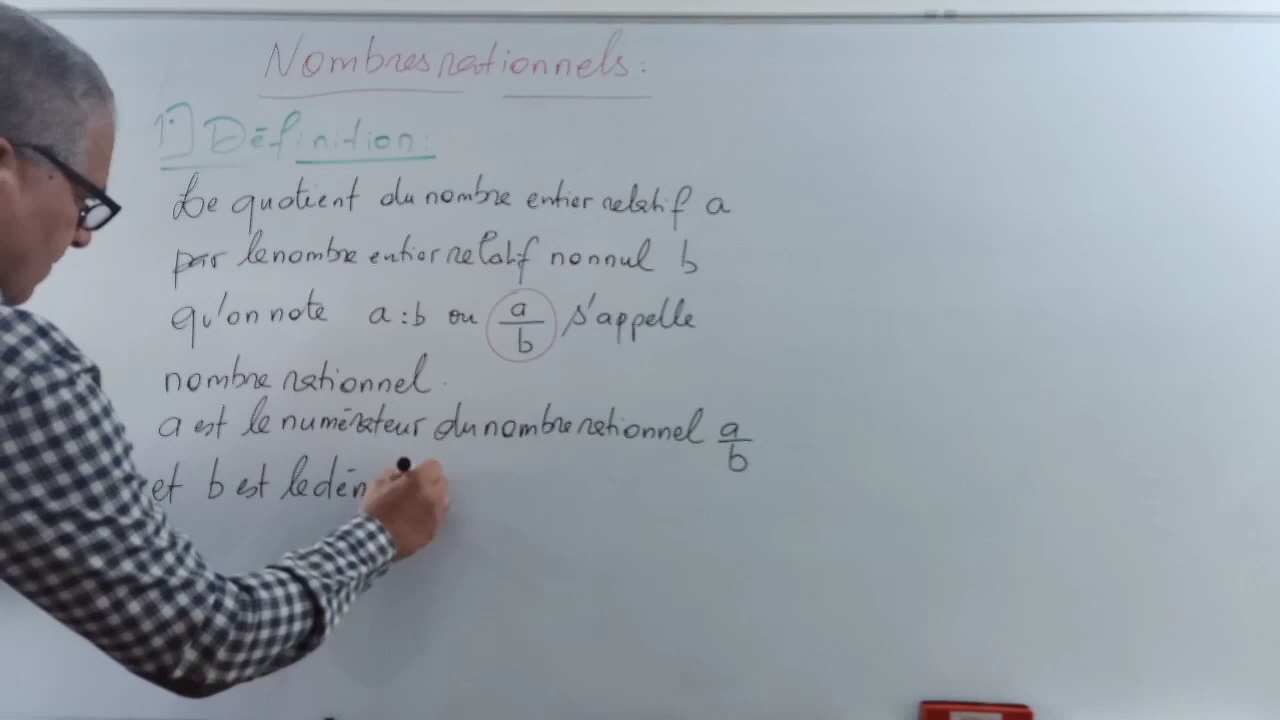 Nombres rationnels :
1°] Définition :
Le quotient du nombre entier relatif a
par le nombre entier relatif non nul b
qu'on note a : b ou a/b s'appelle
nombre rationnel.
a est le numérateur du nombre rationnel a/b
et b est le dén